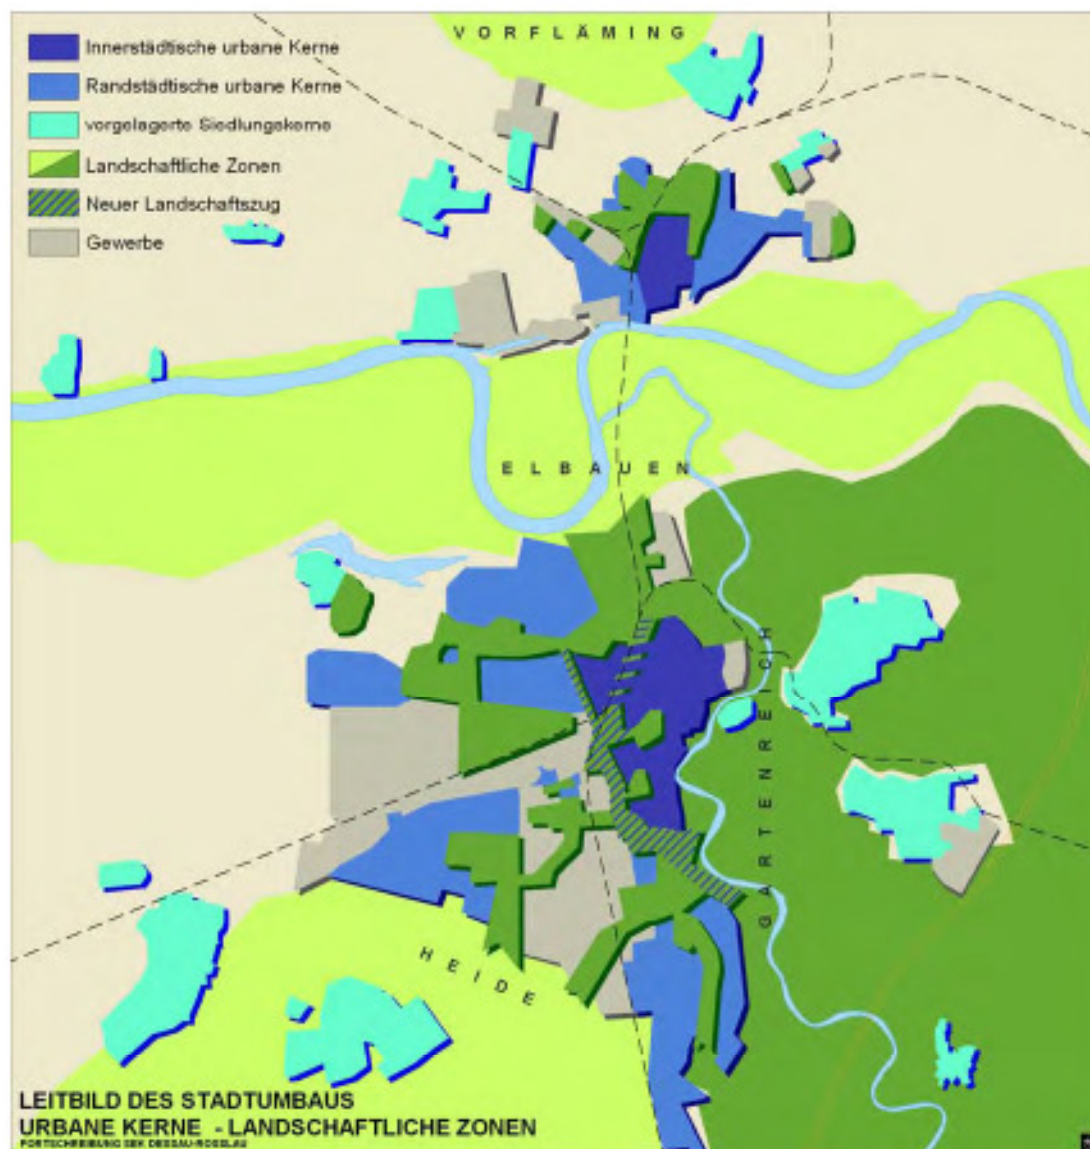 VORFLÄMING
Innerstädtische urbane Kerne
Randstädtische urbane Kerne
vorgelagerte Siedlungskerne
Landschaftliche Zonen
Neuer Landschaftszug
Gewerbe
ELBAUEN
GARTENREICH
HEIDE
LEITBILD DES STADTUMBAUS
URBANE KERNE - LANDSCHAFTLICHE ZONEN
FORTSCHREIBUNG SEK DESSAU-ROSSLAU